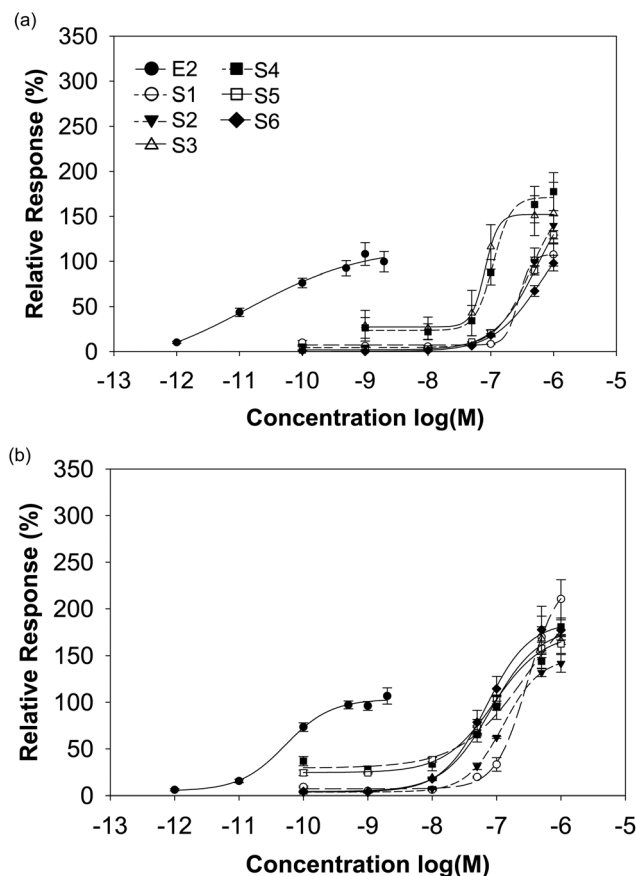 (a)
350
300
250
200
150
100
50
0
Relative Response (%)
E2 S4
S1 S5
S2 S6
S3
-13 -12 -11 -10 -9 -8 -7 -6 -5
Concentration log(M)
(b)
350
300
250
200
150
100
50
0
Relative Response (%)
-13 -12 -11 -10 -9 -8 -7 -6 -5
Concentration log(M)